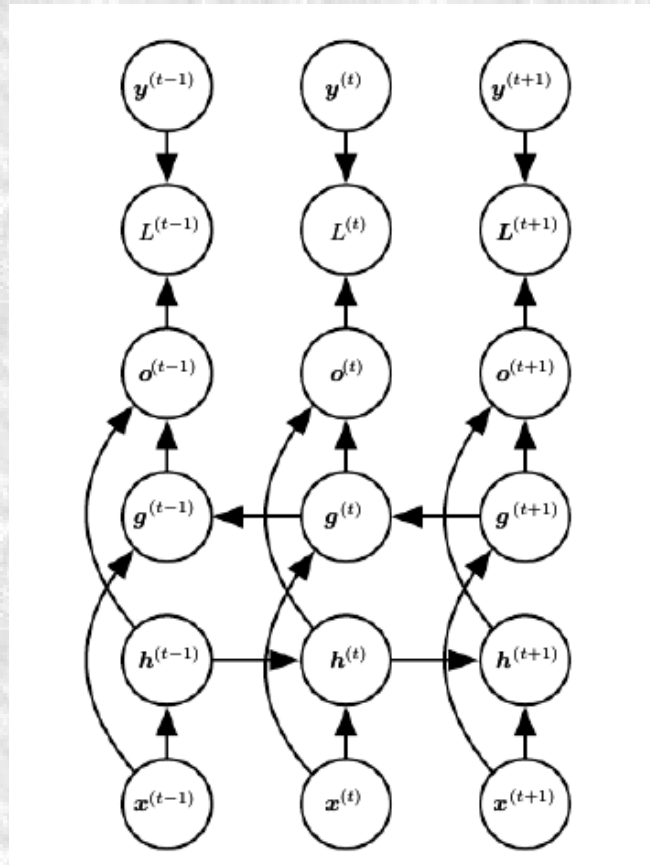 y^(t−1) y^(t) y^(t+1)
L^(t−1) L^(t) L^(t+1)
o^(t−1) o^(t) o^(t+1)
g^(t−1) g^(t) g^(t+1)
h^(t−1) h^(t) h^(t+1)
x^(t−1) x^(t) x^(t+1)